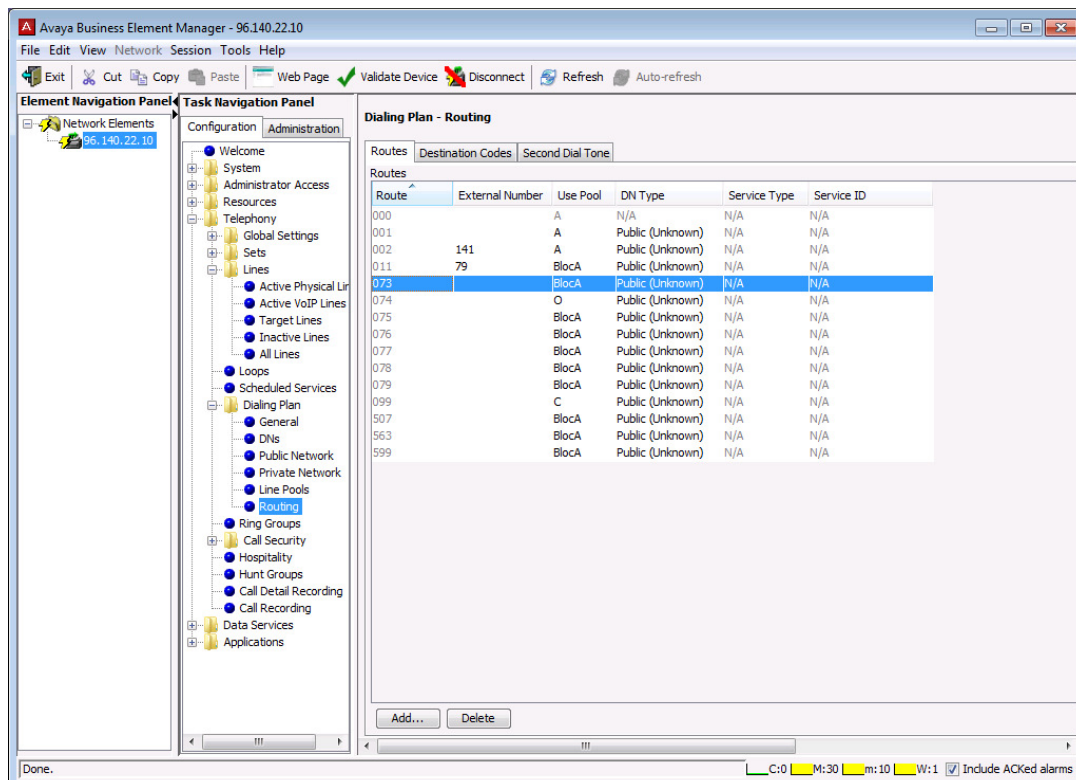 Avaya Business Element Manager - 96.140.22.10
File Edit View Network Session Tools Help
Exit Cut Copy Paste Web Page Validate Device Disconnect Refresh Auto-refresh
Element Navigation Panel
Network Elements
96.140.22.10
Task Navigation Panel
Configuration Administration
Welcome
System
Administrator Access
Resources
Telephony
Global Settings
Sets
Lines
Active Physical Lir
Active VoIP Lines
Target Lines
Inactive Lines
All Lines
Loops
Scheduled Services
Dialing Plan
General
DNs
Public Network
Private Network
Line Pools
Routing
Ring Groups
Call Security
Hospitality
Hunt Groups
Call Detail Recording
Call Recording
Data Services
Applications
Dialing Plan - Routing
Routes Destination Codes Second Dial Tone
Routes
Route External Number Use Pool DN Type Service Type Service ID
000 A N/A N/A N/A
001 A Public (Unknown) N/A N/A
002 141 A Public (Unknown) N/A N/A
011 79 BlocA Public (Unknown) N/A N/A
073 BlocA Public (Unknown) N/A N/A
074 O Public (Unknown) N/A N/A
075 BlocA Public (Unknown) N/A N/A
076 BlocA Public (Unknown) N/A N/A
077 BlocA Public (Unknown) N/A N/A
078 BlocA Public (Unknown) N/A N/A
079 BlocA Public (Unknown) N/A N/A
099 C Public (Unknown) N/A N/A
507 BlocA Public (Unknown) N/A N/A
563 BlocA Public (Unknown) N/A N/A
599 BlocA Public (Unknown) N/A N/A
Add... Delete
Done. C:0 M:30 m:10 W:1 Include ACKed alarms